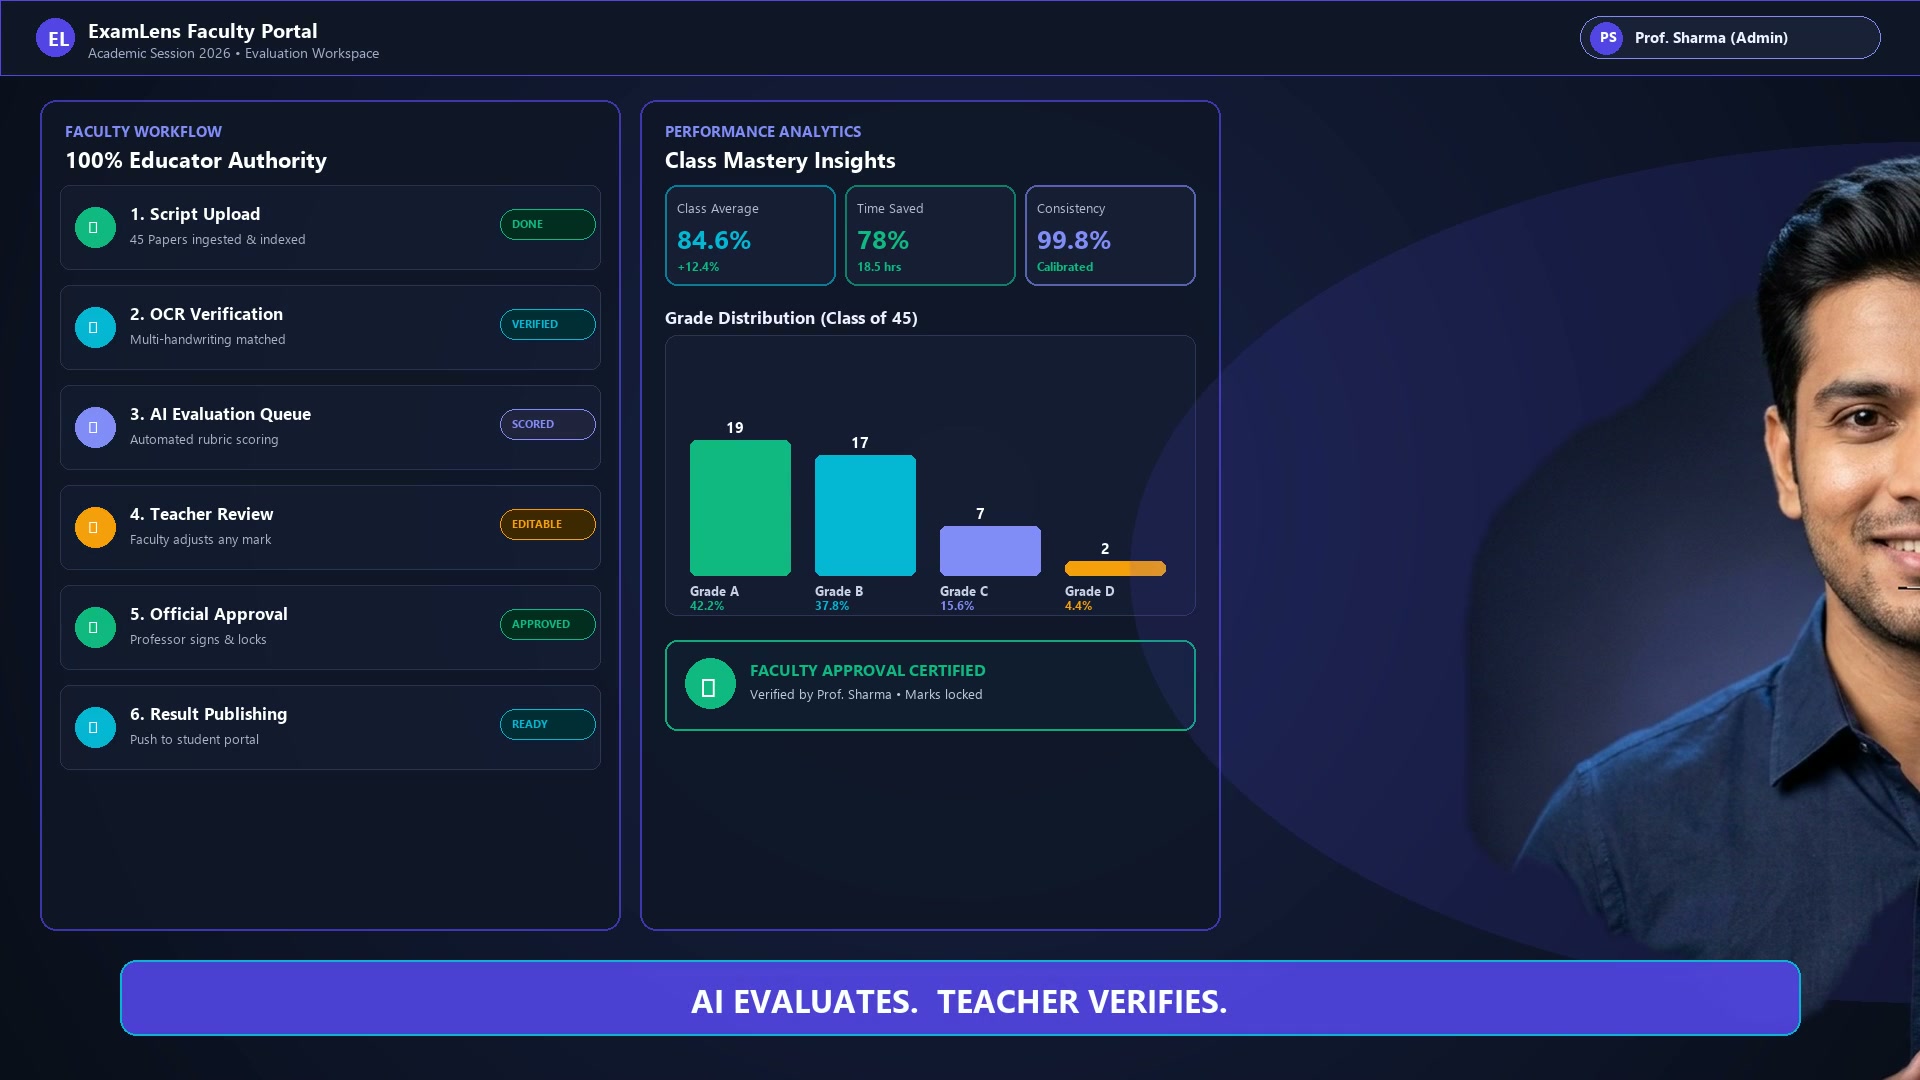 EL
ExamLens Faculty Portal
Academic Session 2026 • Evaluation Workspace
PS
Prof. Sharma (Admin)
FACULTY WORKFLOW
100% Educator Authority
1. Script Upload
45 Papers ingested & indexed
DONE
2. OCR Verification
Multi-handwriting matched
VERIFIED
3. AI Evaluation Queue
Automated rubric scoring
SCORED
4. Teacher Review
Faculty adjusts any mark
EDITABLE
5. Official Approval
Professor signs & locks
APPROVED
6. Result Publishing
Push to student portal
READY
PERFORMANCE ANALYTICS
Class Mastery Insights
Class Average
84.6%
+12.4%
Time Saved
78%
18.5 hrs
Consistency
99.8%
Calibrated
Grade Distribution (Class of 45)
19
17
7
2
Grade A
42.2%
Grade B
37.8%
Grade C
15.6%
Grade D
4.4%
FACULTY APPROVAL CERTIFIED
Verified by Prof. Sharma • Marks locked
AI EVALUATES.  TEACHER VERIFIES.